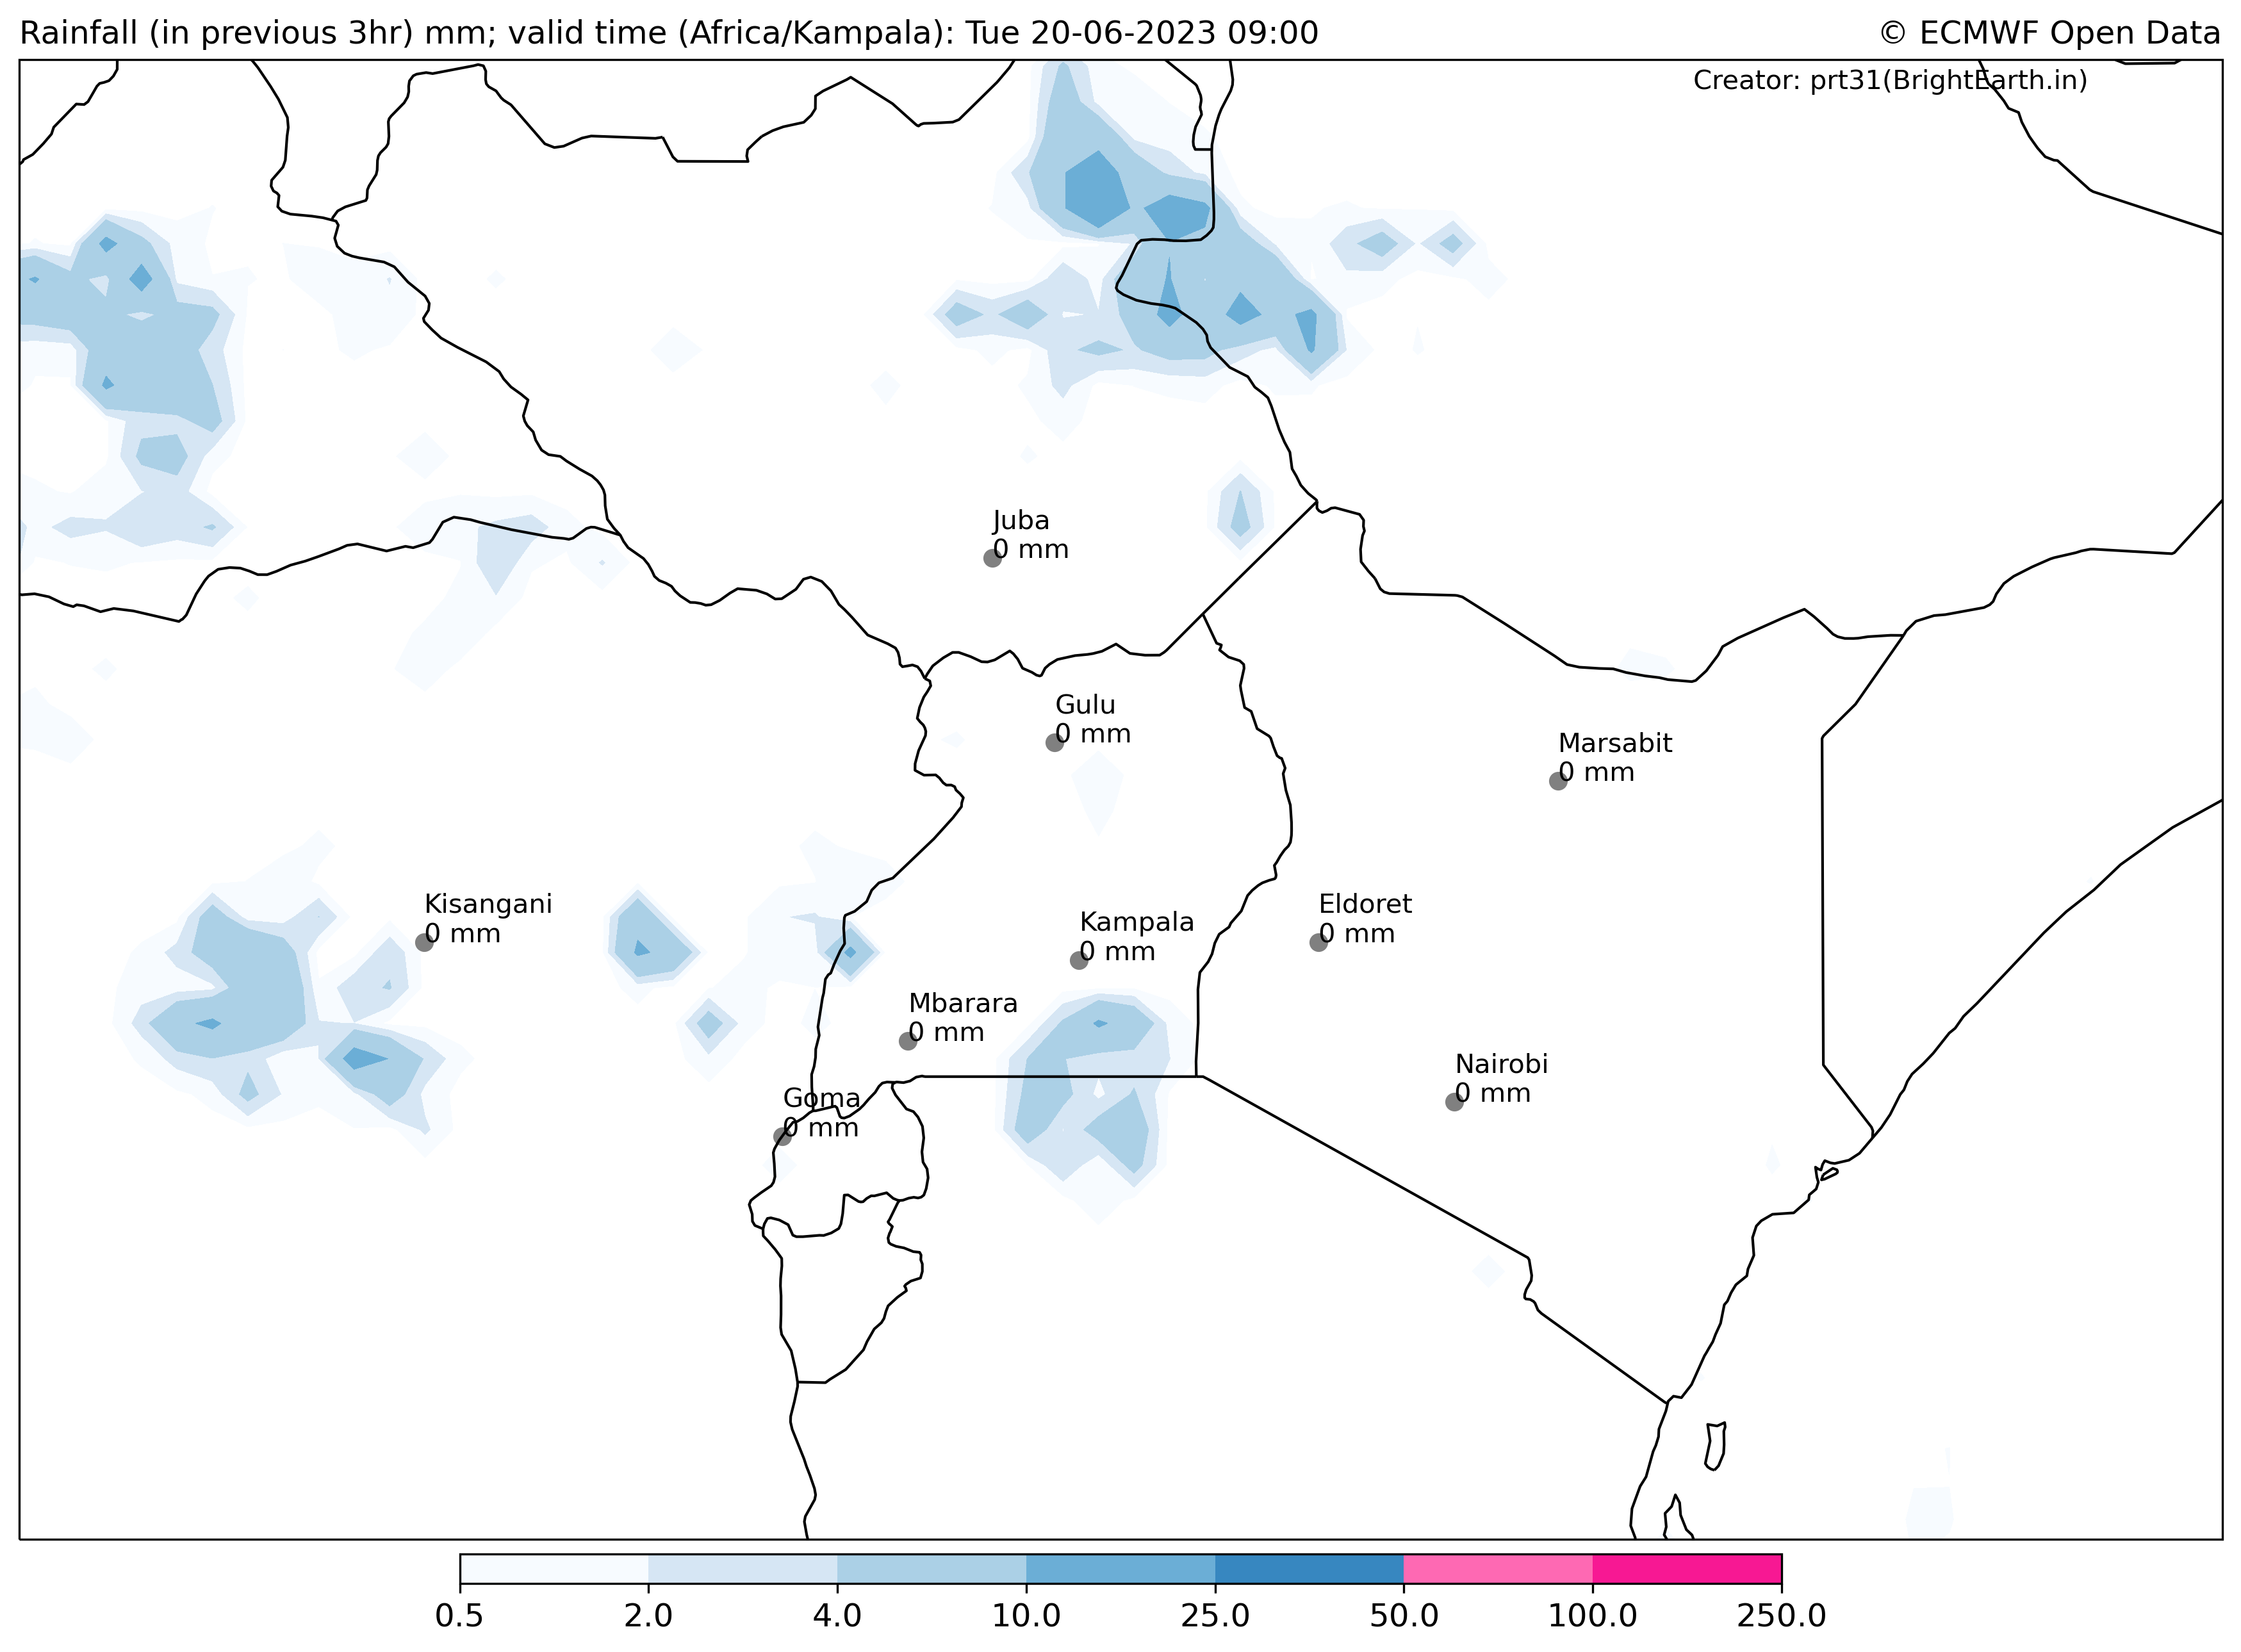 Rainfall (in previous 3hr) mm; valid time (Africa/Kampala): Tue 20-06-2023 09:00
© ECMWF Open Data
Creator: prt31(BrightEarth.in)
Juba
0 mm
Gulu
0 mm
Marsabit
0 mm
Kisangani
0 mm
Kampala
0 mm
Eldoret
0 mm
Mbarara
0 mm
Nairobi
0 mm
Goma
0 mm
0.5 2.0 4.0 10.0 25.0 50.0 100.0 250.0